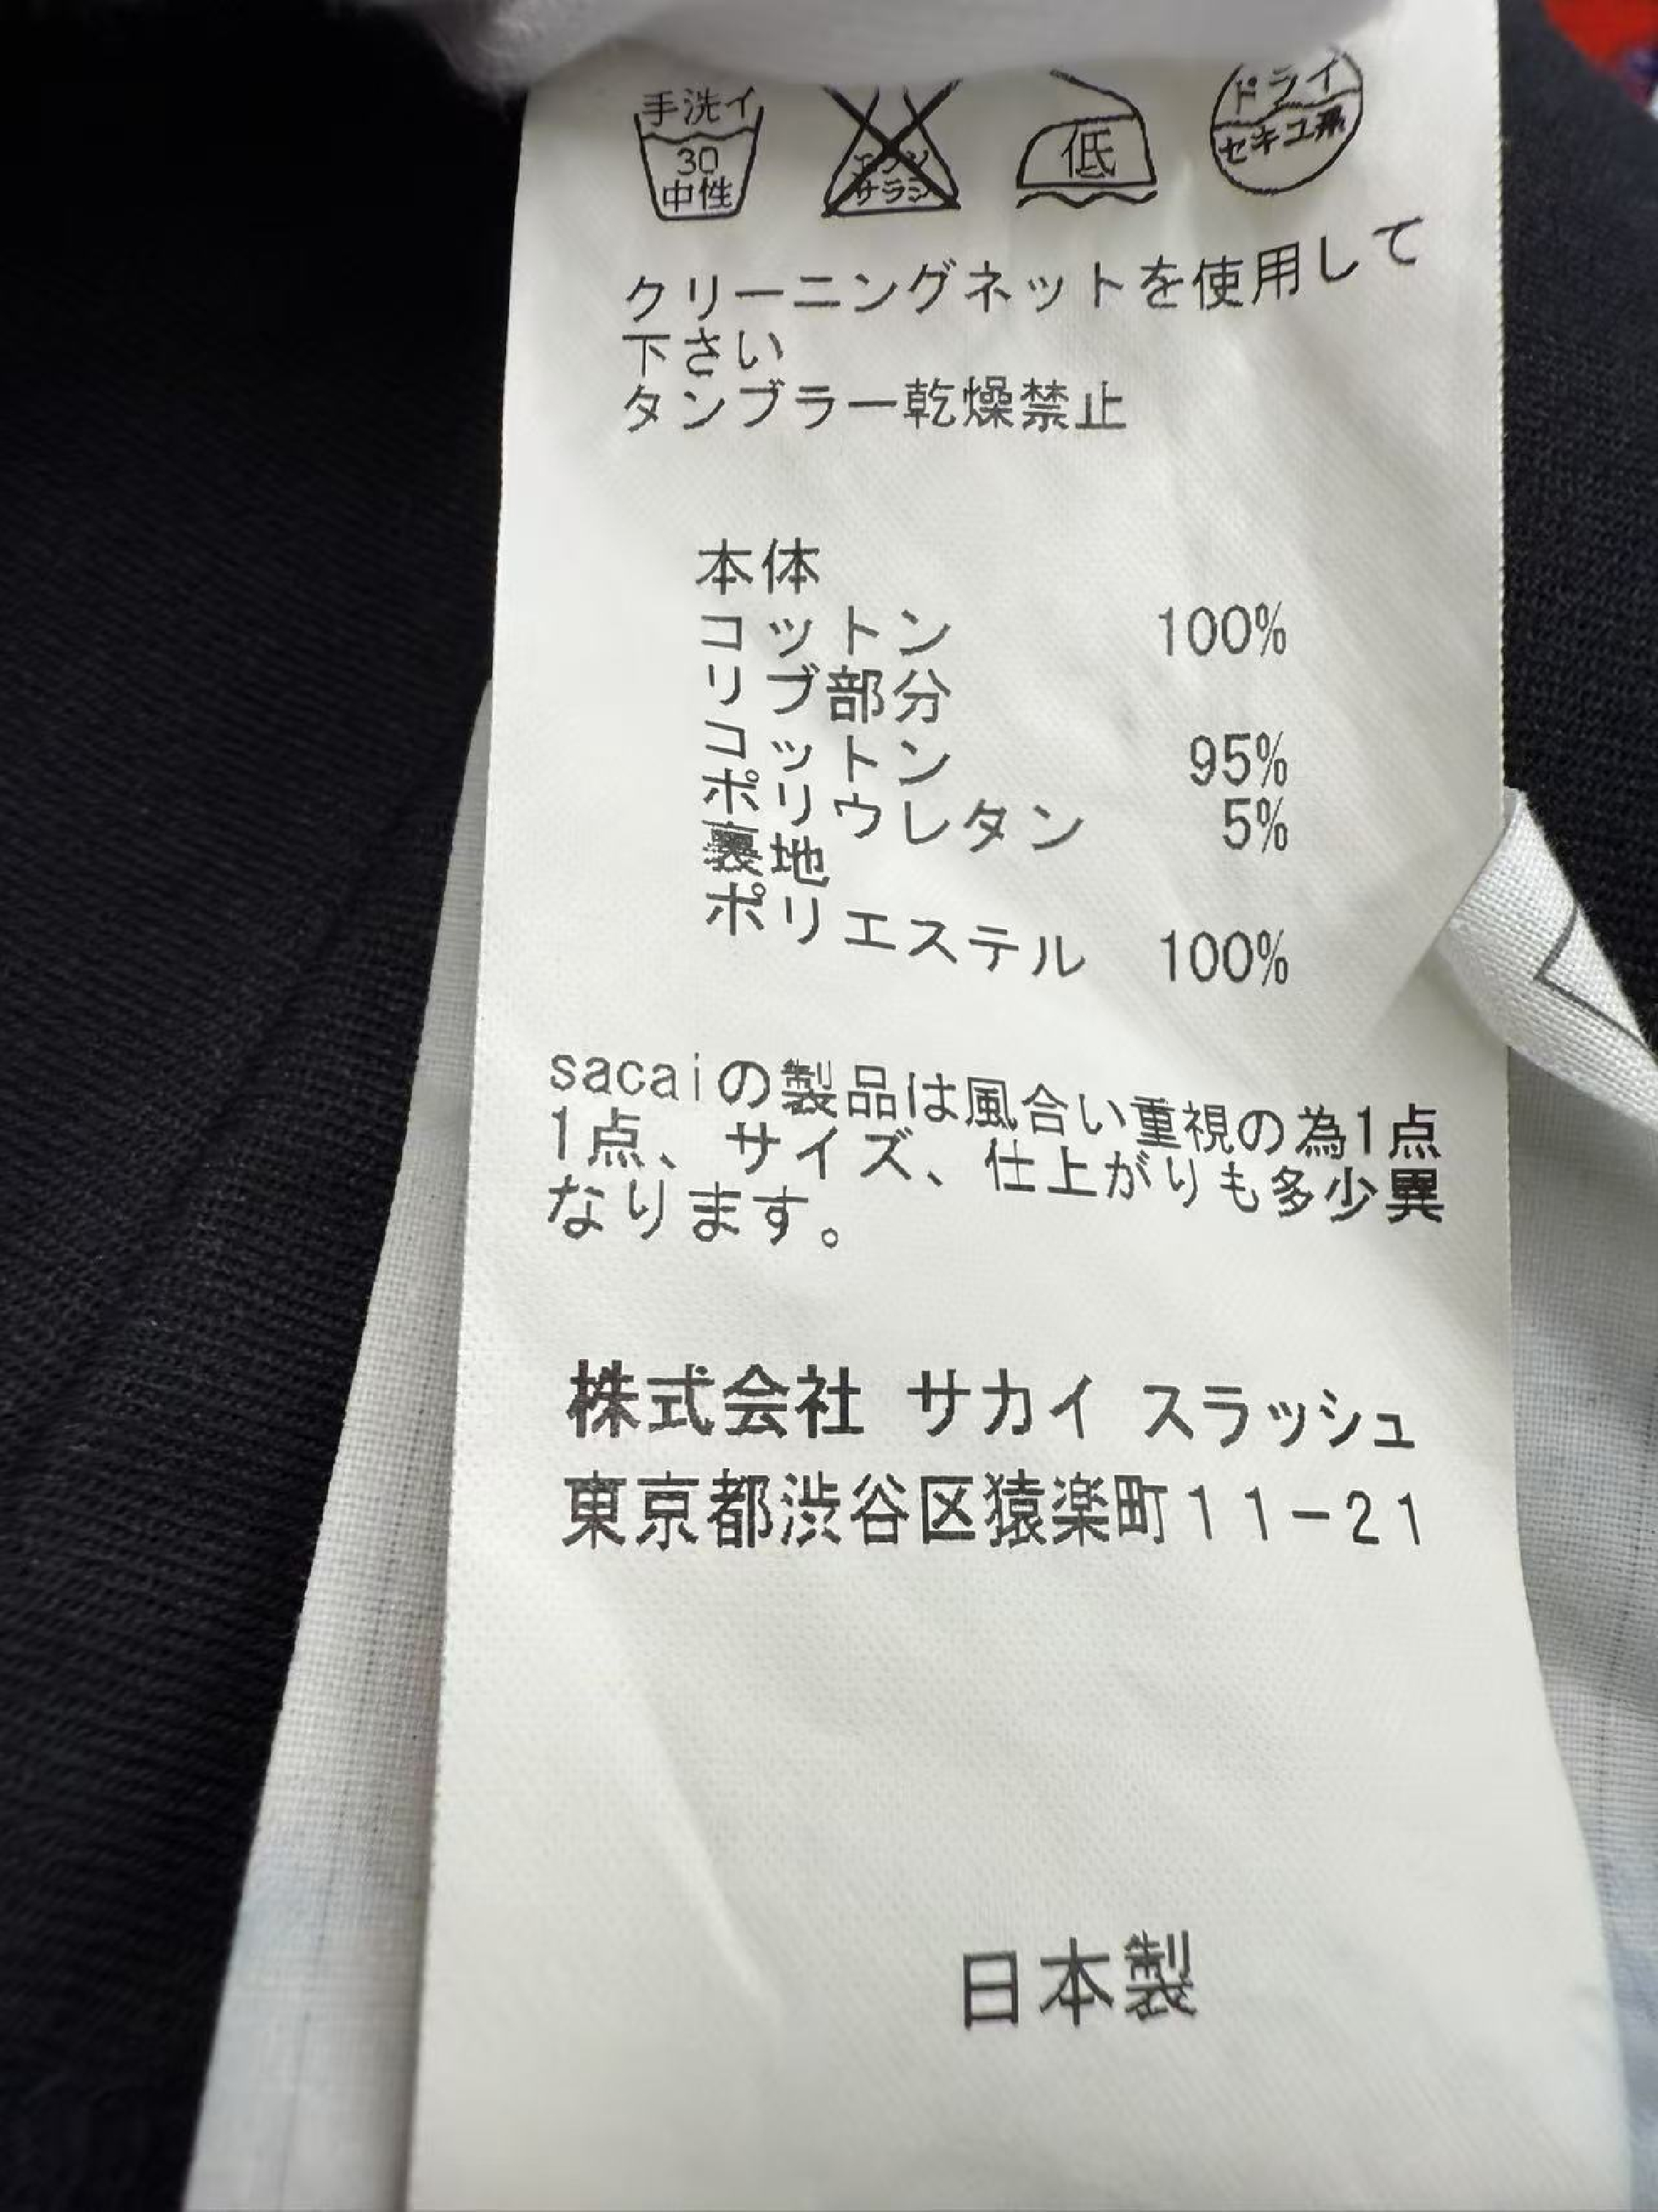 手洗イ
30
中性
エンソ
サラシ
低
ドライ
セキユ系
クリーニングネットを使用して
下さい
タンブラー乾燥禁止
本体
コットン 100%
リブ部分
コットン 95%
ポリウレタン 5%
裏地
ポリエステル 100%
sacaiの製品は風合い重視の為1点
1点、サイズ、仕上がりも多少異
なります。
株式会社 サカイ スラッシュ
東京都渋谷区猿楽町11-21
日本製